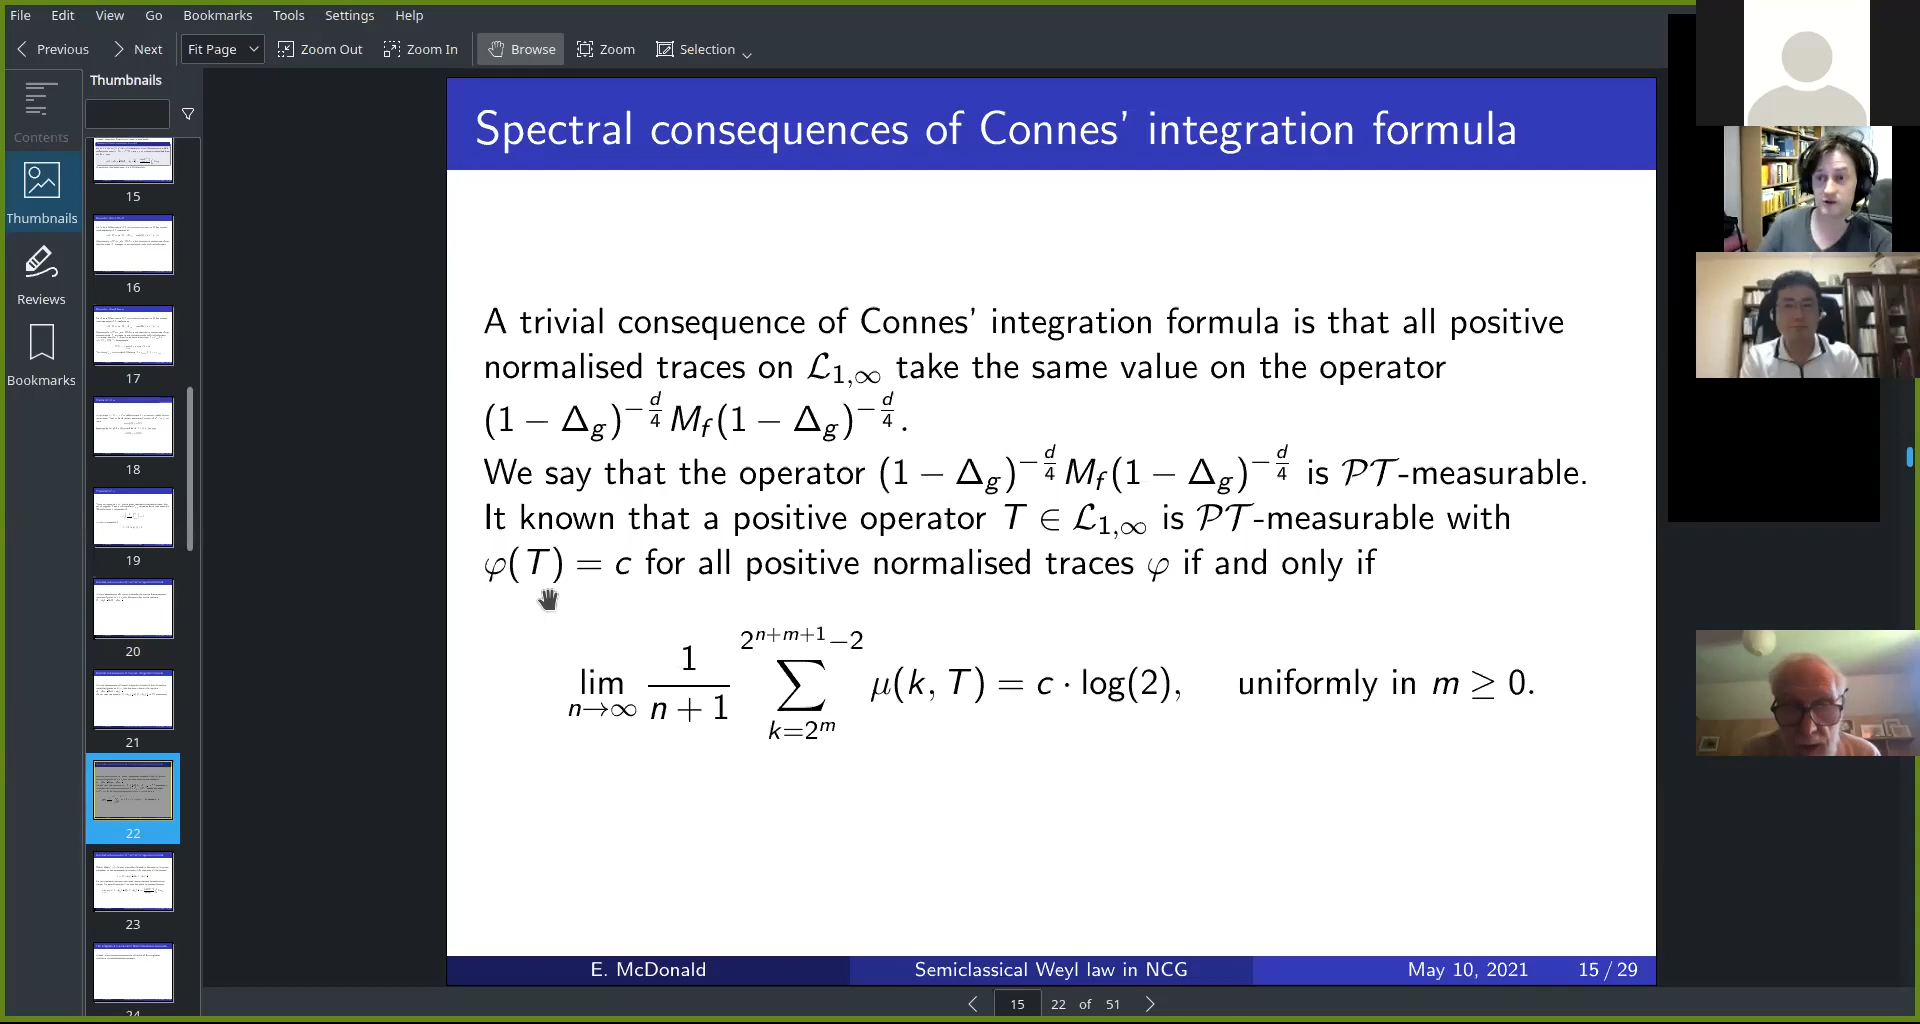 File Edit View Go Bookmarks Tools Settings Help
Previous Next Fit Page Zoom Out Zoom In Browse Zoom Selection
Contents
Thumbnails
Reviews
Bookmarks
Thumbnails
15
16
17
18
19
20
21
22
23
24
Spectral consequences of Connes' integration formula
A trivial consequence of Connes' integration formula is that all positive
normalised traces on 𝓛₁,∞ take the same value on the operator
(1 − Δ_g)^{−d/4} M_f (1 − Δ_g)^{−d/4}.
We say that the operator (1 − Δ_g)^{−d/4} M_f (1 − Δ_g)^{−d/4} is 𝒫𝒯-measurable.
It known that a positive operator T ∈ 𝓛₁,∞ is 𝒫𝒯-measurable with
φ(T) = c for all positive normalised traces φ if and only if
lim_{n→∞} 1/(n + 1) ∑_{k=2^m}^{2^{n+m+1}−2} μ(k, T) = c · log(2), uniformly in m ≥ 0.
E. McDonald Semiclassical Weyl law in NCG May 10, 2021 15 / 29
15 22 of 51